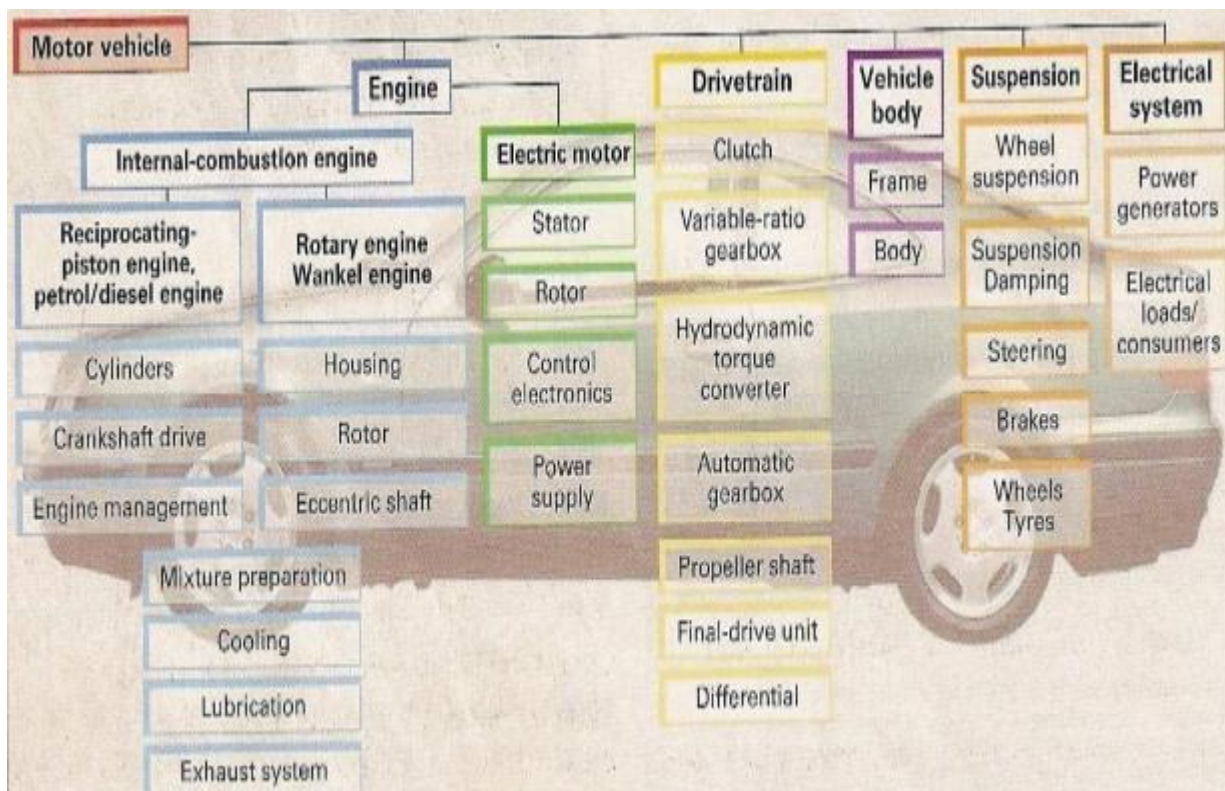 Motor vehicle
Engine
Internal-combustion engine
Reciprocating-
piston engine,
petrol/diesel engine
Cylinders
Crankshaft drive
Engine management
Rotary engine
Wankel engine
Housing
Rotor
Eccentric shaft
Mixture preparation
Cooling
Lubrication
Exhaust system
Electric motor
Stator
Rotor
Control
electronics
Power
supply
Drivetrain
Clutch
Variable-ratio
gearbox
Hydrodynamic
torque
converter
Automatic
gearbox
Propeller shaft
Final-drive unit
Differential
Vehicle
body
Frame
Body
Suspension
Wheel
suspension
Suspension
Damping
Steering
Brakes
Wheels
Tyres
Electrical
system
Power
generators
Electrical
loads/
consumers